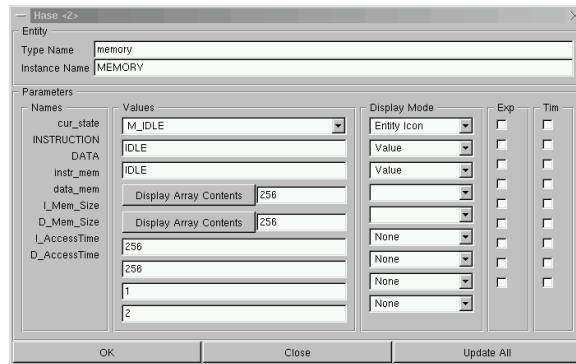 Hase <2>
Entity
Type Name memory
Instance Name MEMORY
Parameters
Names Values Display Mode Exp Tim
cur_state M_IDLE Entity Icon
INSTRUCTION IDLE Value
DATA IDLE Value
instr_mem Display Array Contents 256
data_mem Display Array Contents 256
I_Mem_Size 256 None
D_Mem_Size 256 None
I_AccessTime 1 None
D_AccessTime 2 None
OK Close Update All